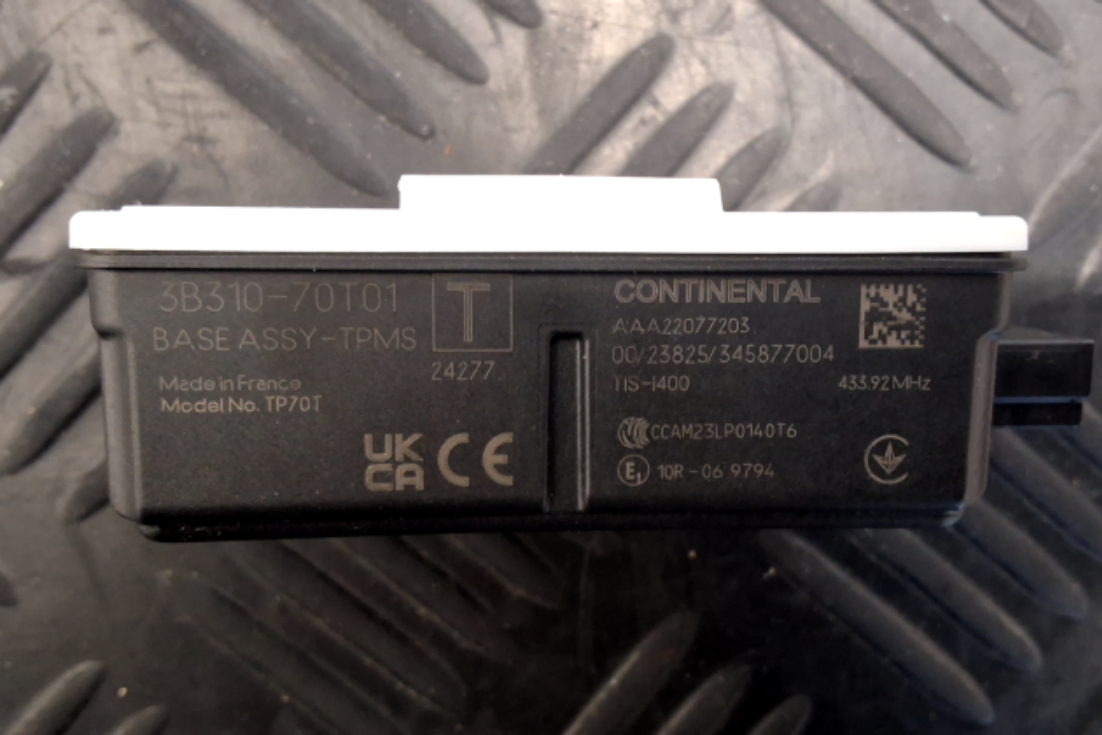 3B310-70T01
BASE ASSY-TPMS
T
24277
Made in France
Model No. TP70T
UK
CA
CE
CONTINENTAL
AAA22077203
00/23825/345877004
TIS-1400
433.92MHz
CCAM23LP0140T6
E1 10R-06 9794